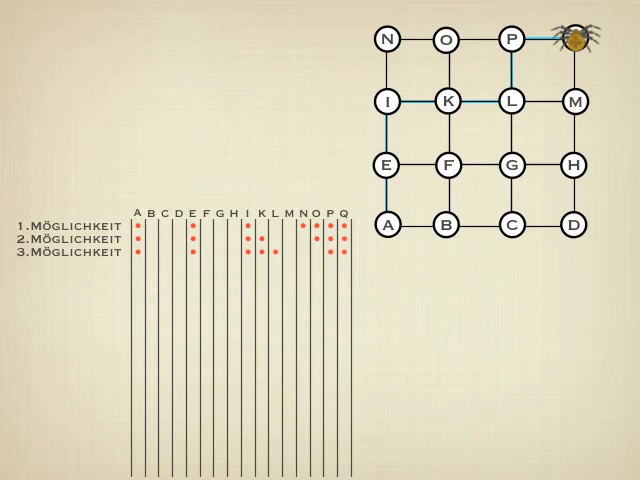 N O P
I K L M
E F G H
A B C D
A B C D E F G H I K L M N O P Q
1.Möglichkeit
2.Möglichkeit
3.Möglichkeit